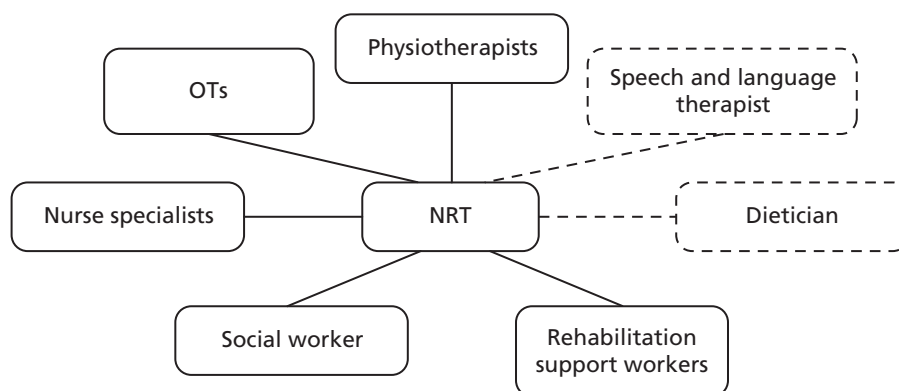 Physiotherapists
OTs
Speech and language
therapist
Nurse specialists
NRT
Dietician
Social worker
Rehabilitation
support workers